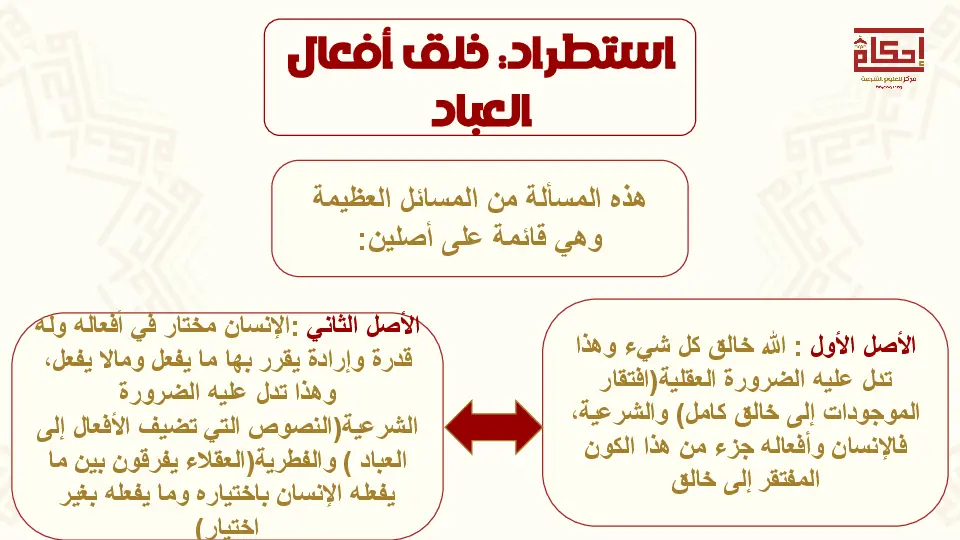 استطراد: خلق أفعال
العباد
إحكام
مركز للعلوم الشرعية
هذه المسألة من المسائل العظيمة
وهي قائمة على أصلين:
الأصل الأول : الله خالق كل شيء وهذا
تدل عليه الضرورة العقلية(افتقار
الموجودات إلى خالق كامل) والشرعية،
فالإنسان وأفعاله جزء من هذا الكون
المفتقر إلى خالق
الأصل الثاني :الإنسان مختار في أفعاله وله
قدرة وإرادة يقرر بها ما يفعل ومالا يفعل،
وهذا تدل عليه الضرورة
الشرعية(النصوص التي تضيف الأفعال إلى
العباد ) والفطرية(العقلاء يفرقون بين ما
يفعله الإنسان باختياره وما يفعله بغير
اختيار)